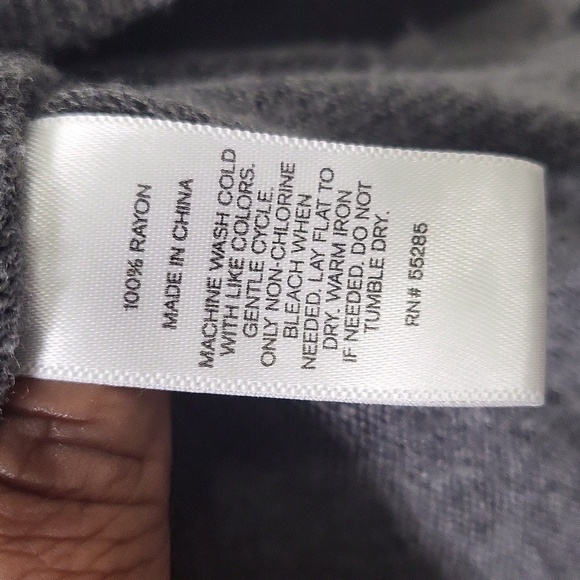 100% RAYON
MADE IN CHINA
MACHINE WASH COLD
WITH LIKE COLORS.
GENTLE CYCLE.
ONLY NON-CHLORINE
BLEACH WHEN
NEEDED. LAY FLAT TO
DRY. WARM IRON
IF NEEDED. DO NOT
TUMBLE DRY.
RN# 55285